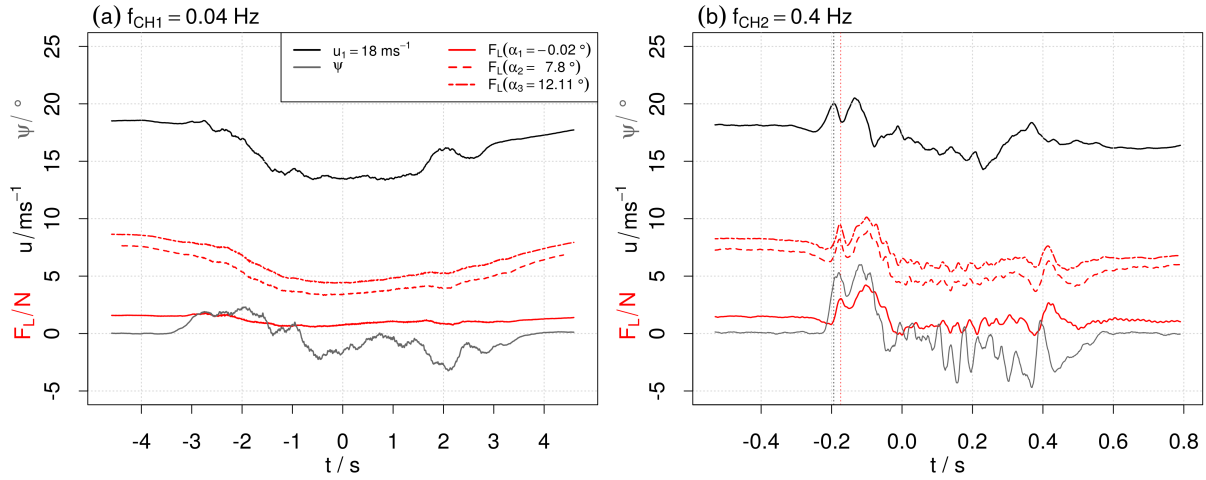 (a) f_CH1 = 0.04 Hz
(b) f_CH2 = 0.4 Hz
u₁ = 18 ms⁻¹
ψ
F_L(α₁ = −0.02 °)
F_L(α₂ = 7.8 °)
F_L(α₃ = 12.11 °)
F_L / N u / ms⁻¹ ψ / °
25
20
15
10
5
0
-5
-4 -3 -2 -1 0 1 2 3 4
t / s
F_L / N u / ms⁻¹ ψ / °
25
20
15
10
5
0
-5
-0.4 -0.2 0.0 0.2 0.4 0.6 0.8
t / s